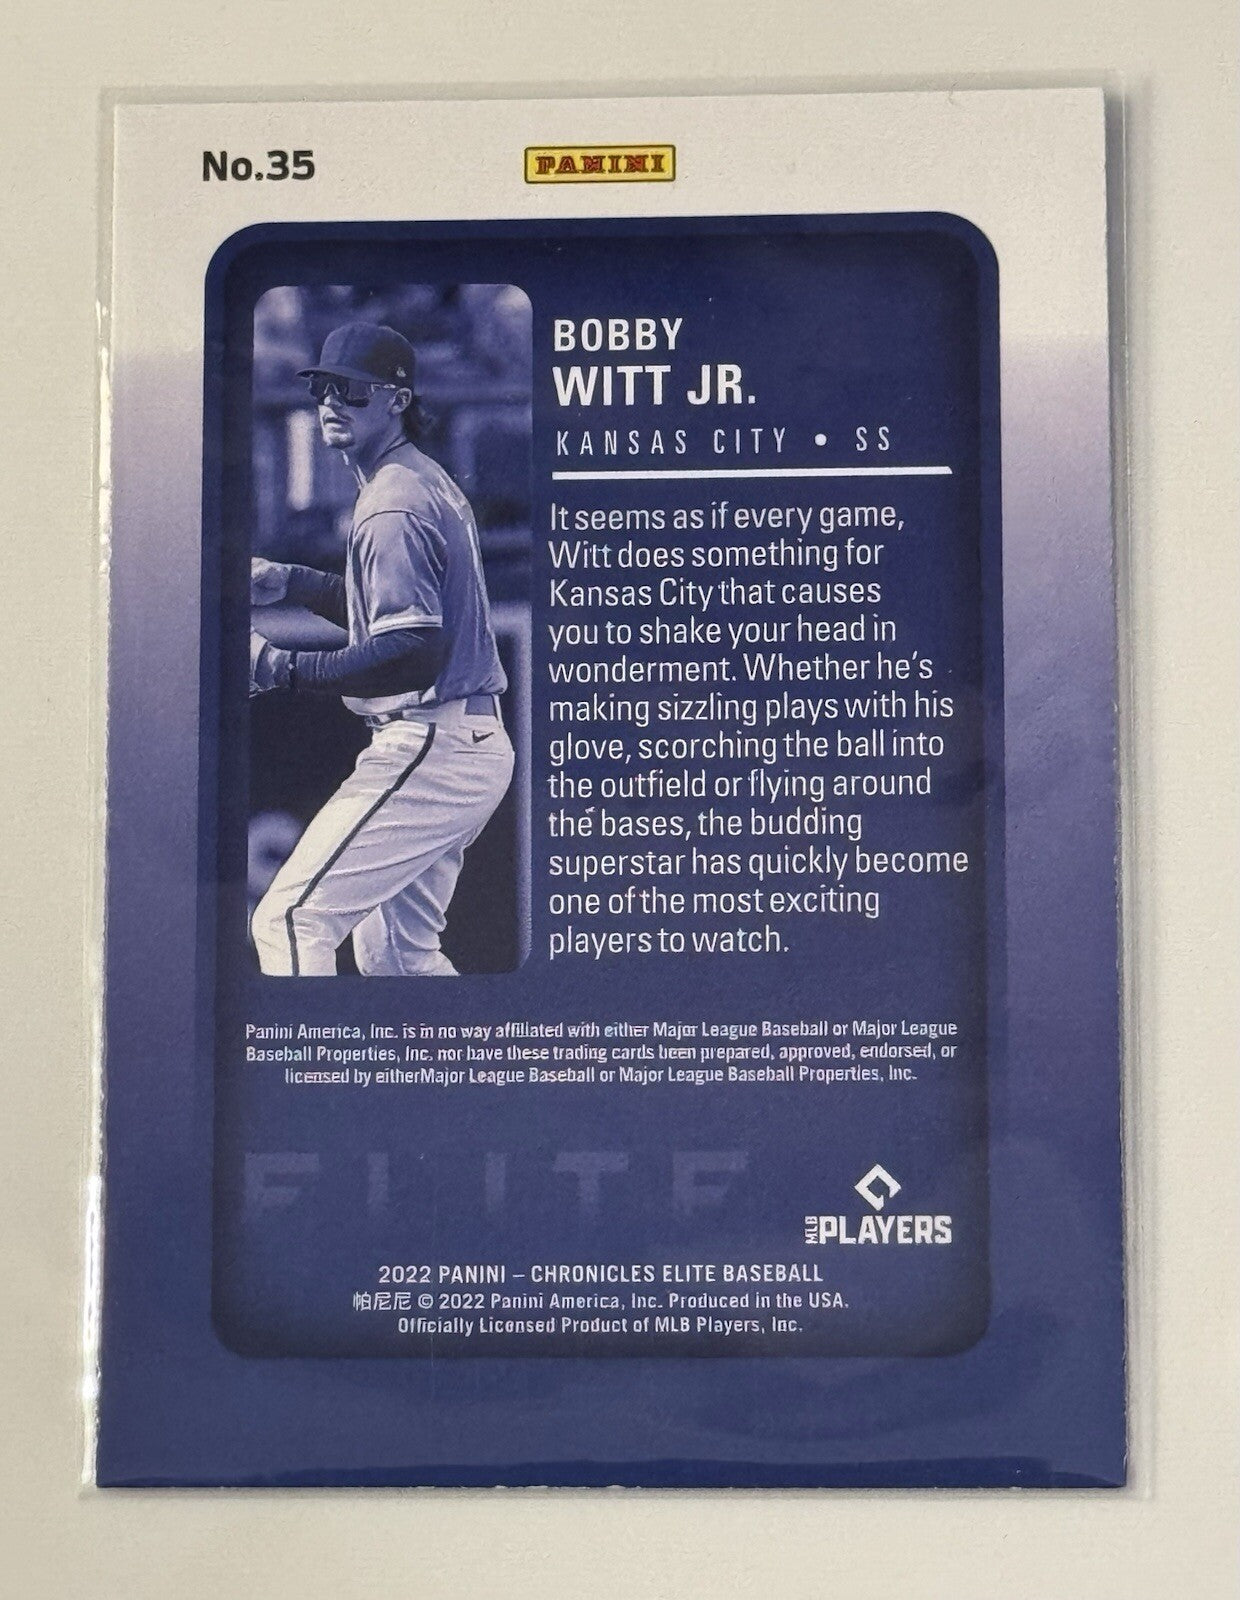 No.35
PANINI
BOBBY
WITT JR.
KANSAS CITY • SS
It seems as if every game,
Witt does something for
Kansas City that causes
you to shake your head in
wonderment. Whether he's
making sizzling plays with his
glove, scorching the ball into
the outfield or flying around
the bases, the budding
superstar has quickly become
one of the most exciting
players to watch.
Panini America, Inc. is in no way affiliated with either Major League Baseball or Major League
Baseball Properties, Inc. nor have these trading cards been prepared, approved, endorsed, or
licensed by eitherMajor League Baseball or Major League Baseball Properties, Inc.
ELITE
MLB PLAYERS
2022 PANINI – CHRONICLES ELITE BASEBALL
帕尼尼 © 2022 Panini America, Inc. Produced in the USA.
Officially Licensed Product of MLB Players, Inc.